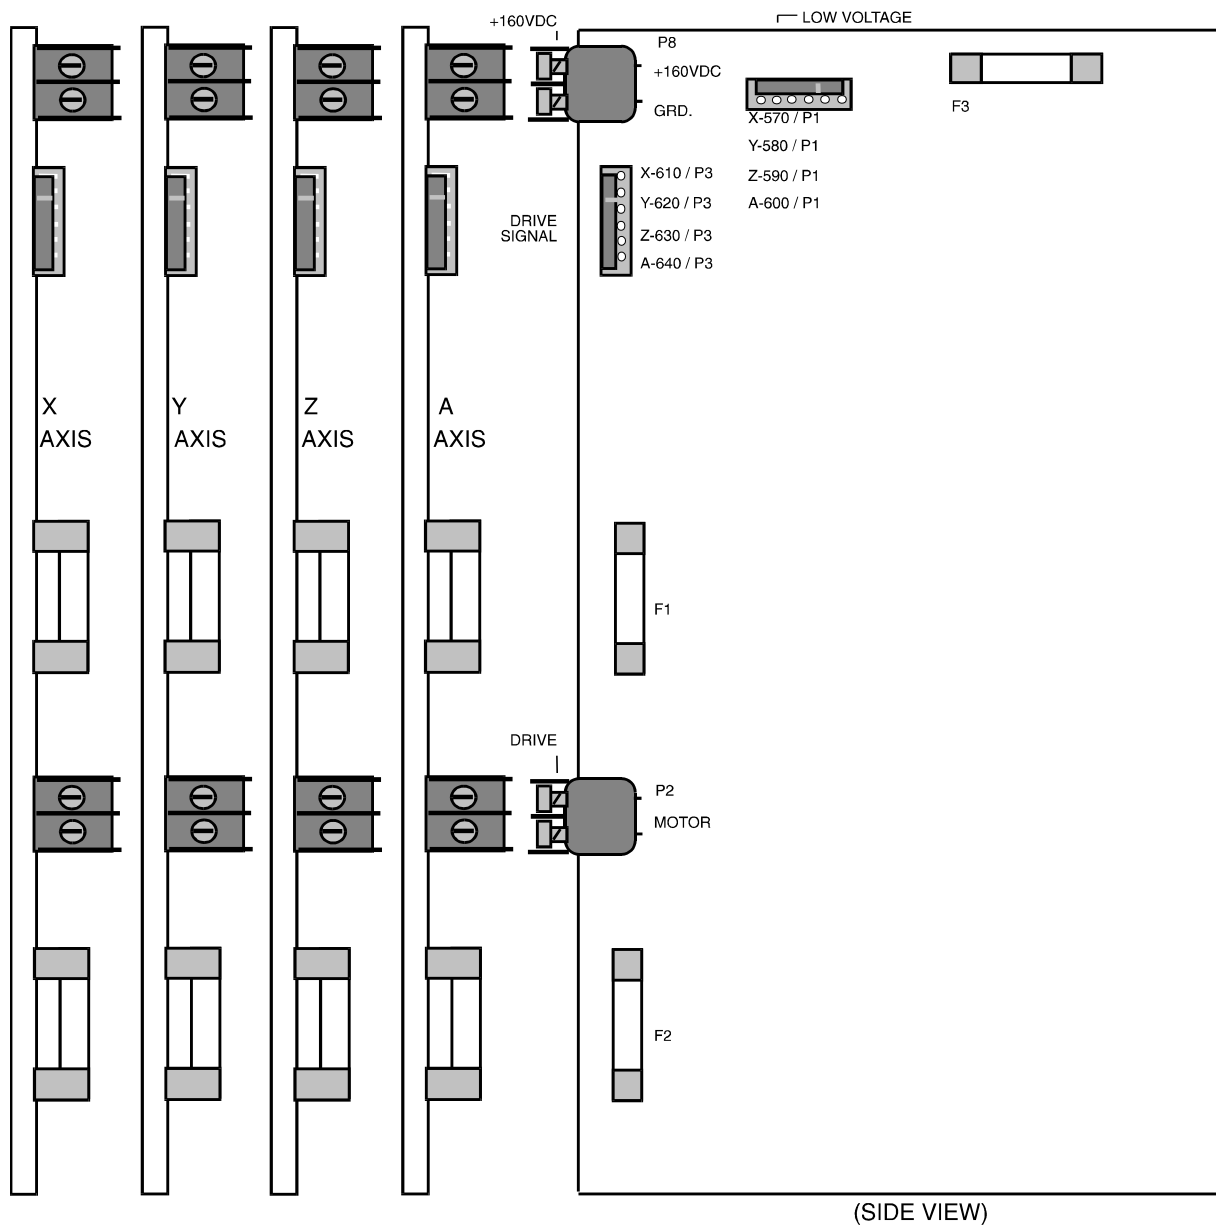 LOW VOLTAGE
+160VDC
P8
+160VDC
GRD.
F3
X-570 / P1
Y-580 / P1
Z-590 / P1
A-600 / P1
DRIVE
SIGNAL
X-610 / P3
Y-620 / P3
Z-630 / P3
A-640 / P3
X
AXIS
Y
AXIS
Z
AXIS
A
AXIS
F1
DRIVE
P2
MOTOR
F2
(SIDE VIEW)